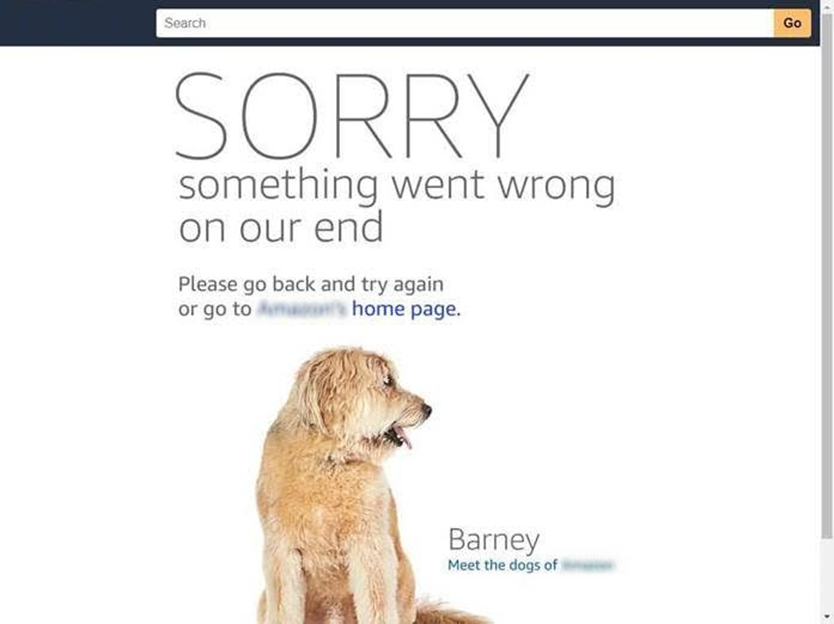 Search
Go
SORRY
something went wrong
on our end
Please go back and try again
or go to home page.
Barney
Meet the dogs of